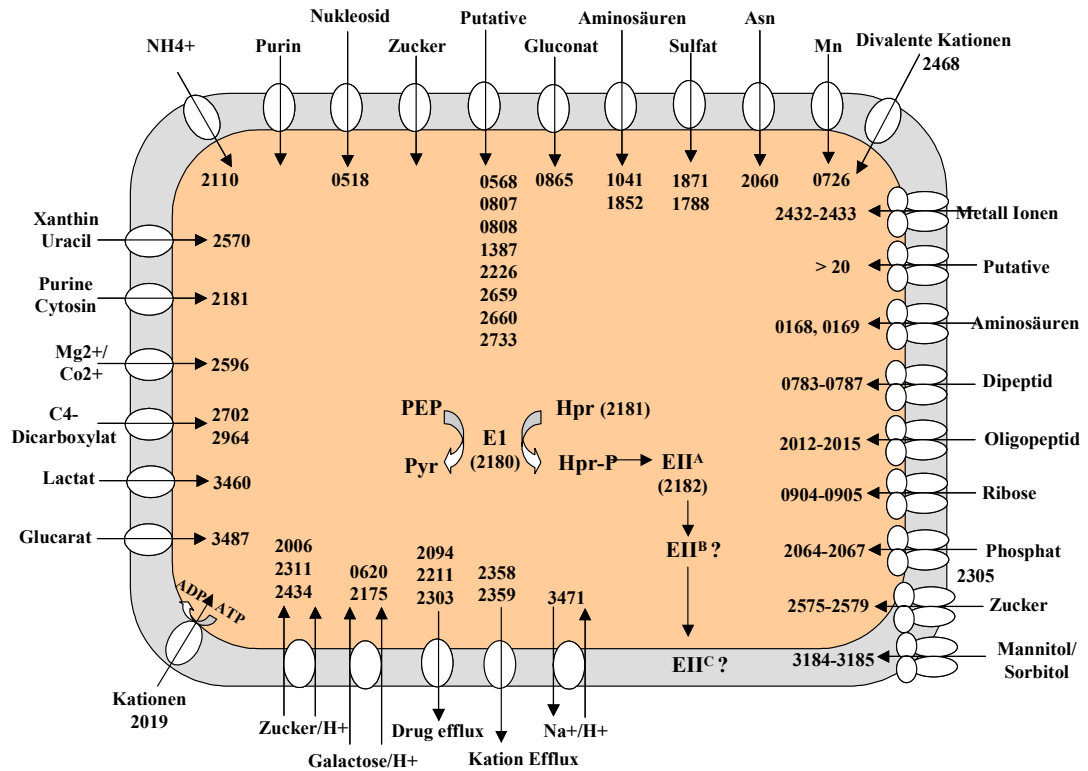 Nukleosid
Putative
Aminosäuren
Asn
NH4+
Purin
Zucker
Gluconat
Sulfat
Mn
Divalente Kationen
2468
2110
0518
0568
0807
0808
1387
2226
2659
2660
2733
0865
1041
1852
1871
1788
2060
0726
Xanthin
Uracil
2570
Purine
Cytosin
2181
Mg2+/
Co2+
2596
C4-
Dicarboxylat
2702
2964
Lactat
3460
Glucarat
3487
2432-2433
Metall Ionen
> 20
Putative
0168, 0169
Aminosäuren
0783-0787
Dipeptid
2012-2015
Oligopeptid
0904-0905
Ribose
2064-2067
Phosphat
2305
2575-2579
Zucker
3184-3185
Mannitol/
Sorbitol
PEP
Hpr (2181)
E1
(2180)
Pyr
Hpr-P
EIIA
(2182)
EIIB ?
EIIC ?
ADP
ATP
Kationen
2019
2006
2311
2434
Zucker/H+
0620
2175
Galactose/H+
2094
2211
2303
Drug efflux
2358
2359
Kation Efflux
3471
Na+/H+